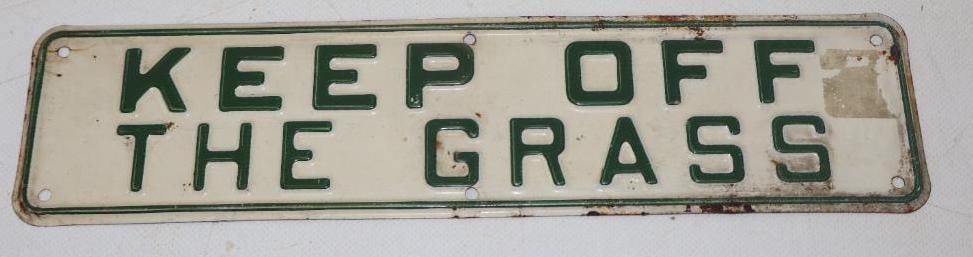 KEEP OFF
THE GRASS